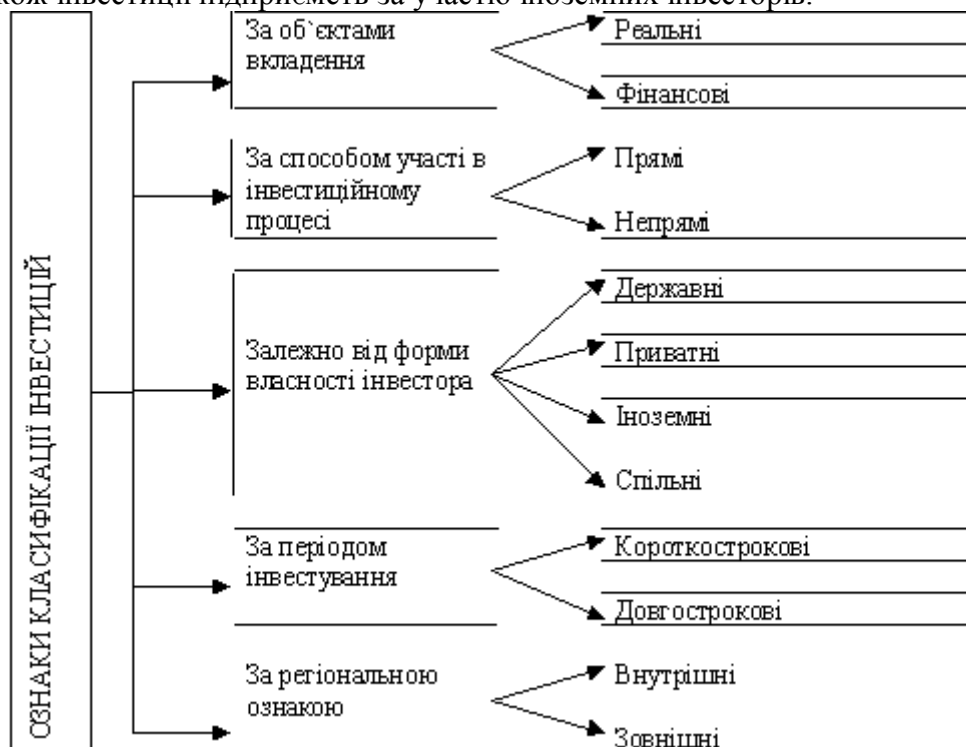 кож інвестиції підприємств за участю іноземних інвесторів.
ОЗНАКИ КЛАСИФІКАЦІЇ ІНВЕСТИЦІЙ
За об`єктами
вкладення
Реальні
Фінансові
За способом участі в
інвестиційному
процесі
Прямі
Непрямі
Залежно від форми
власності інвестора
Державні
Приватні
Іноземні
Спільні
За періодом
інвестування
Короткострокові
Довгострокові
За регіональною
ознакою
Внутрішні
Зовнішні